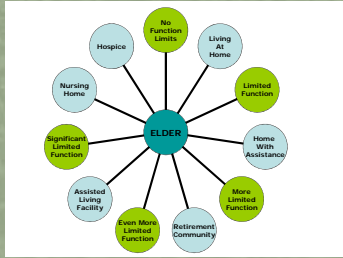 No
Function
Limits
Living
At
Home
Limited
Function
Home
With
Assistance
More
Limited
Function
Retirement
Community
Even More
Limited
Function
Assisted
Living
Facility
Significant
Limited
Function
Nursing
Home
Hospice
ELDER